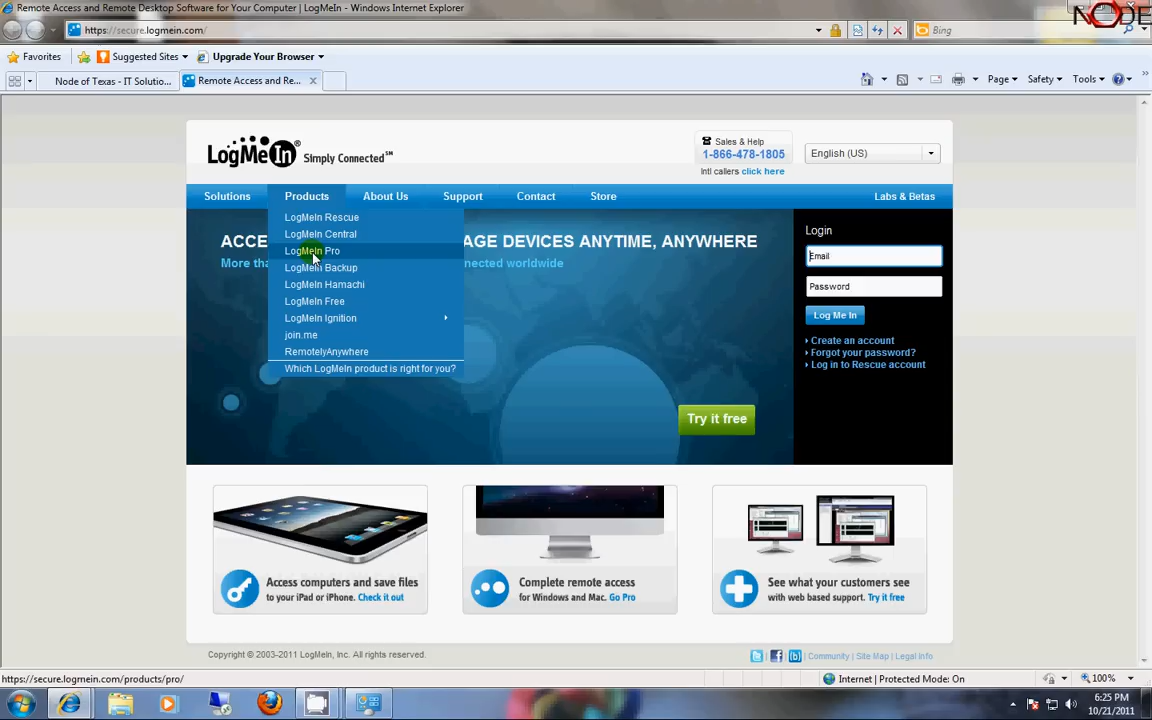 Remote Access and Remote Desktop Software for Your Computer | LogMeIn - Windows Internet Explorer
NODE
https://secure.logmein.com/
Bing
Favorites
Suggested Sites
Upgrade Your Browser
Node of Texas - IT Solutio...
Remote Access and Re...
Page
Safety
Tools
LogMeIn® Simply Connected™
Sales & Help
1-866-478-1805
Intl callers click here
English (US)
Solutions
Products
About Us
Support
Contact
Store
Labs & Betas
LogMeIn Rescue
LogMeIn Central
LogMeIn Pro
LogMeIn Backup
LogMeIn Hamachi
LogMeIn Free
LogMeIn Ignition
join.me
RemotelyAnywhere
Which LogMeIn product is right for you?
ACCE
AGE DEVICES ANYTIME, ANYWHERE
More tha
nected worldwide
Try it free
Login
Email
Password
Log Me In
Create an account
Forgot your password?
Log in to Rescue account
Access computers and save files
to your iPad or iPhone. Check it out
Complete remote access
for Windows and Mac. Go Pro
See what your customers see
with web based support. Try it free
Copyright © 2003-2011 LogMeIn, Inc. All rights reserved.
Community | Site Map | Legal Info
https://secure.logmein.com/products/pro/
Internet | Protected Mode: On
100%
6:25 PM
10/21/2011